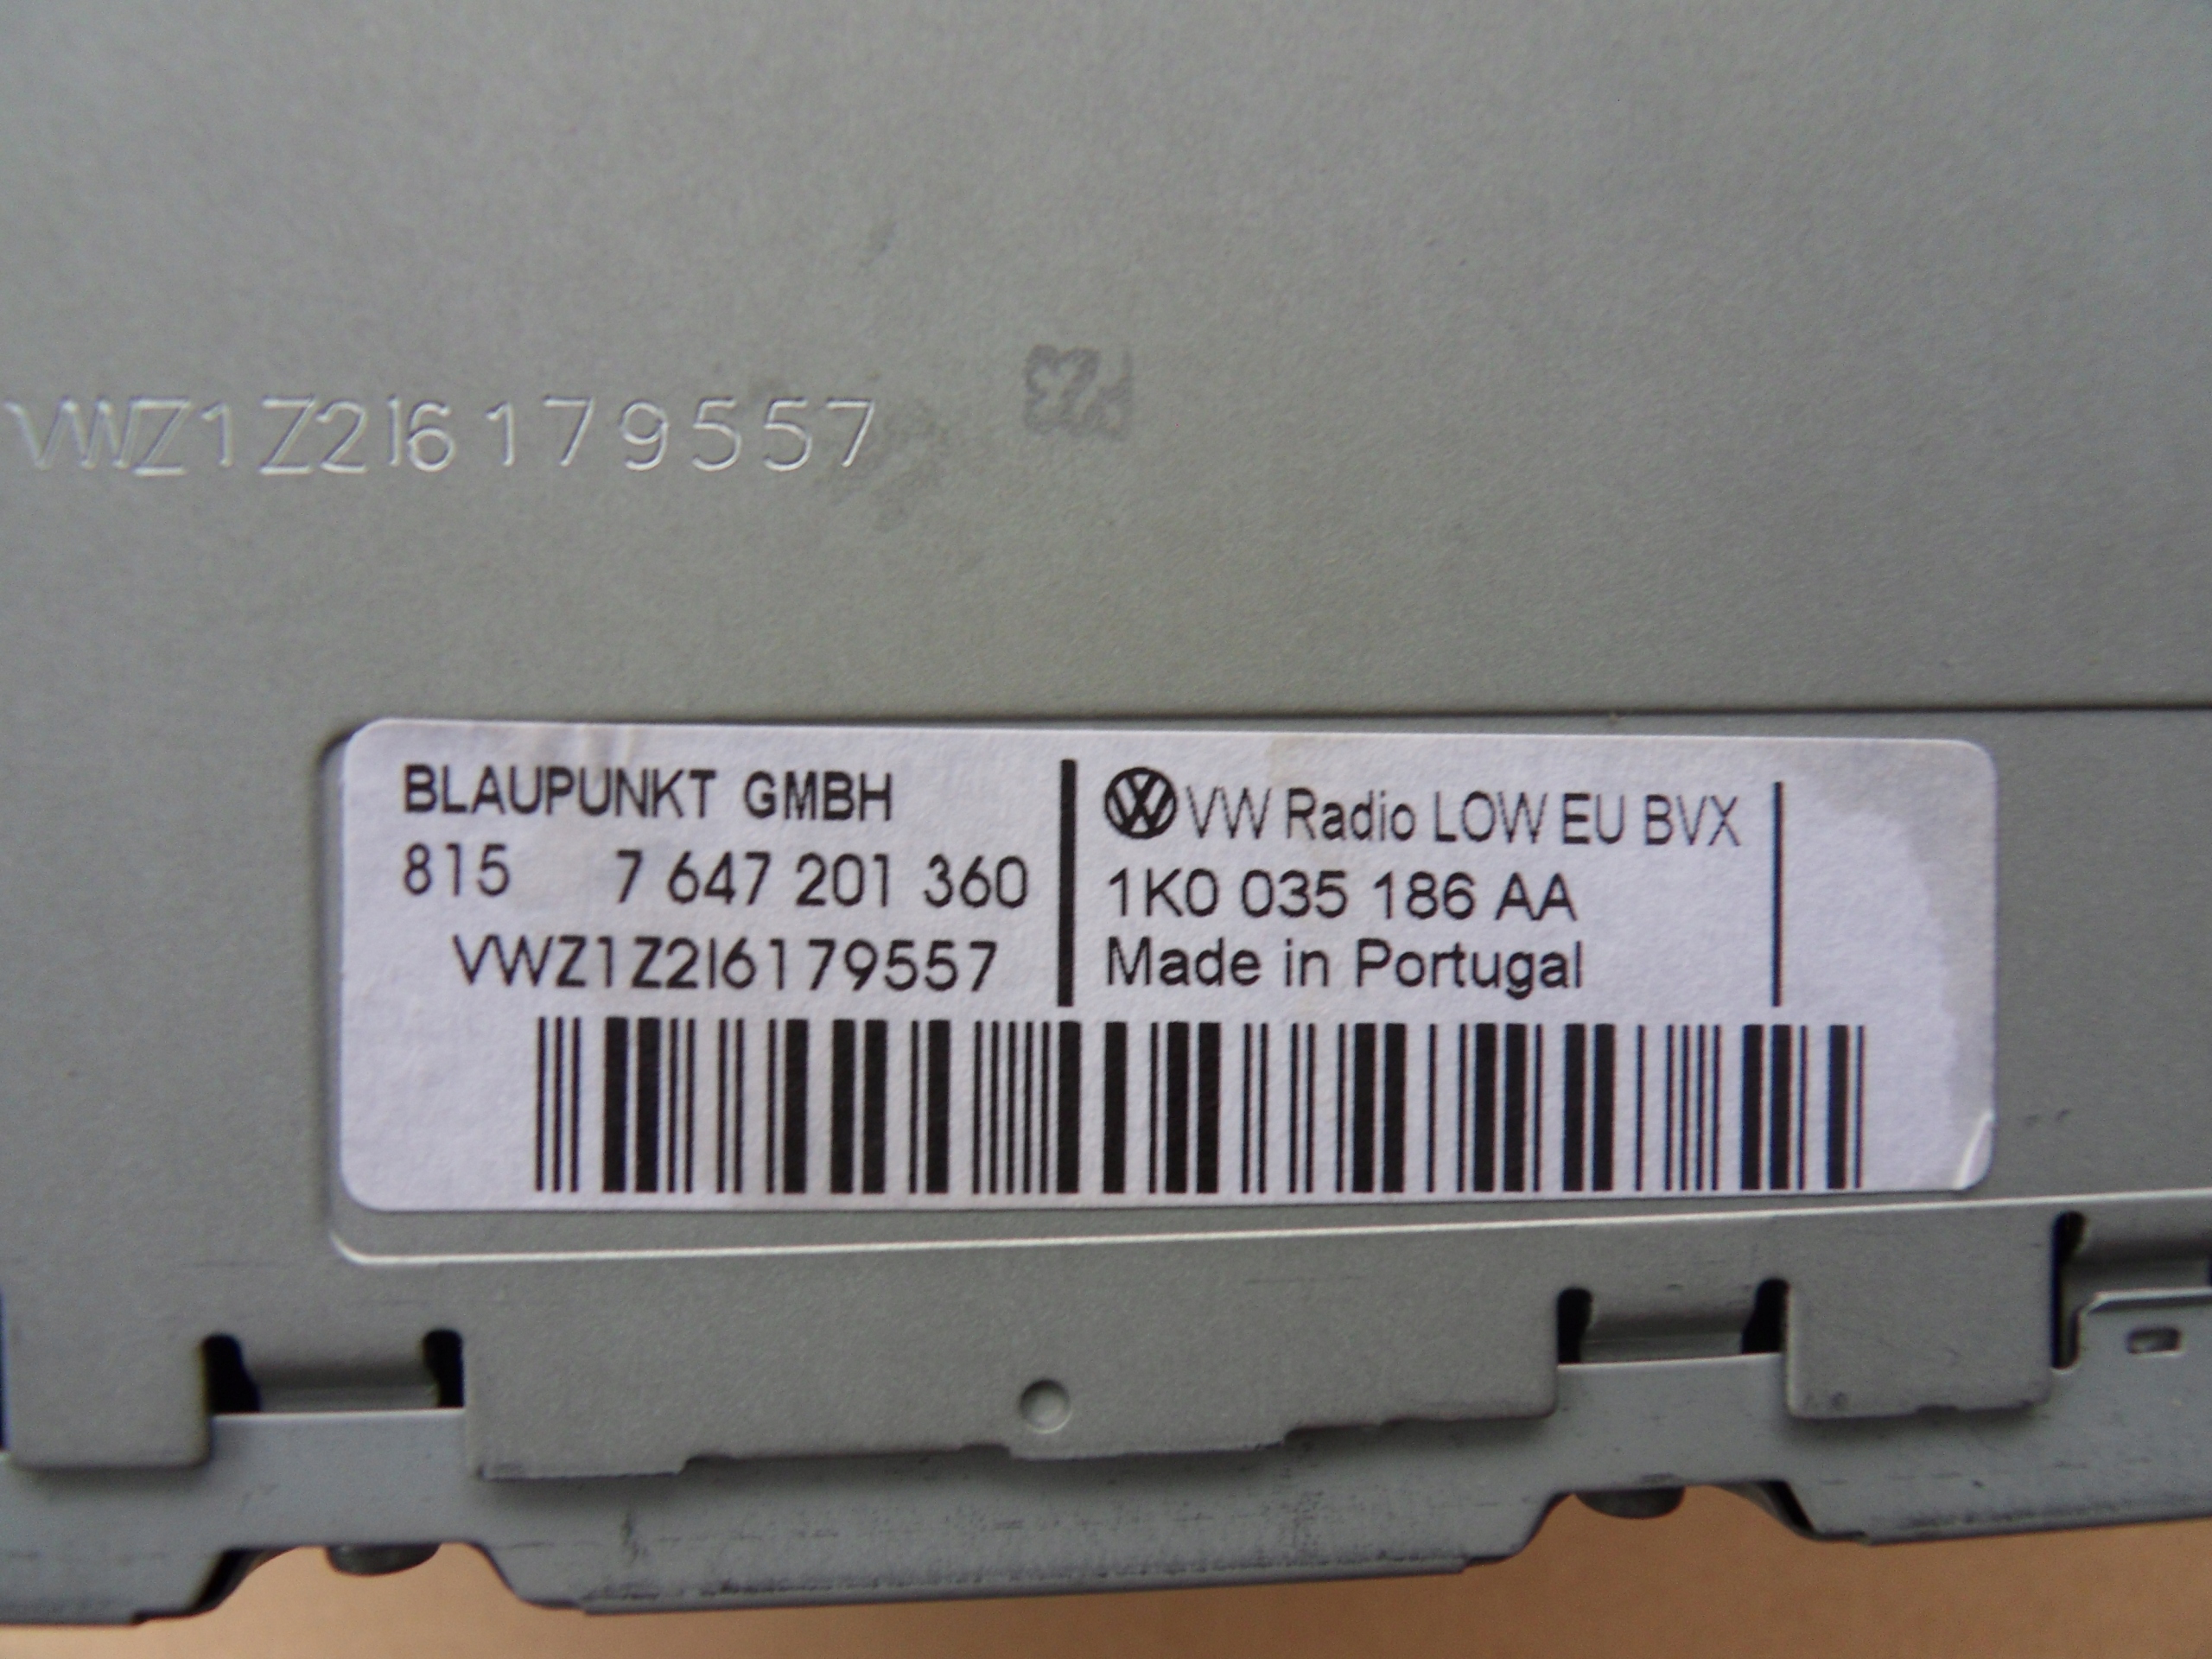 VWZ1Z2I6179557
BLAUPUNKT GMBH
815 7 647 201 360
VWZ1Z2I6179557
VW VW Radio LOW EU BVX
1K0 035 186 AA
Made in Portugal